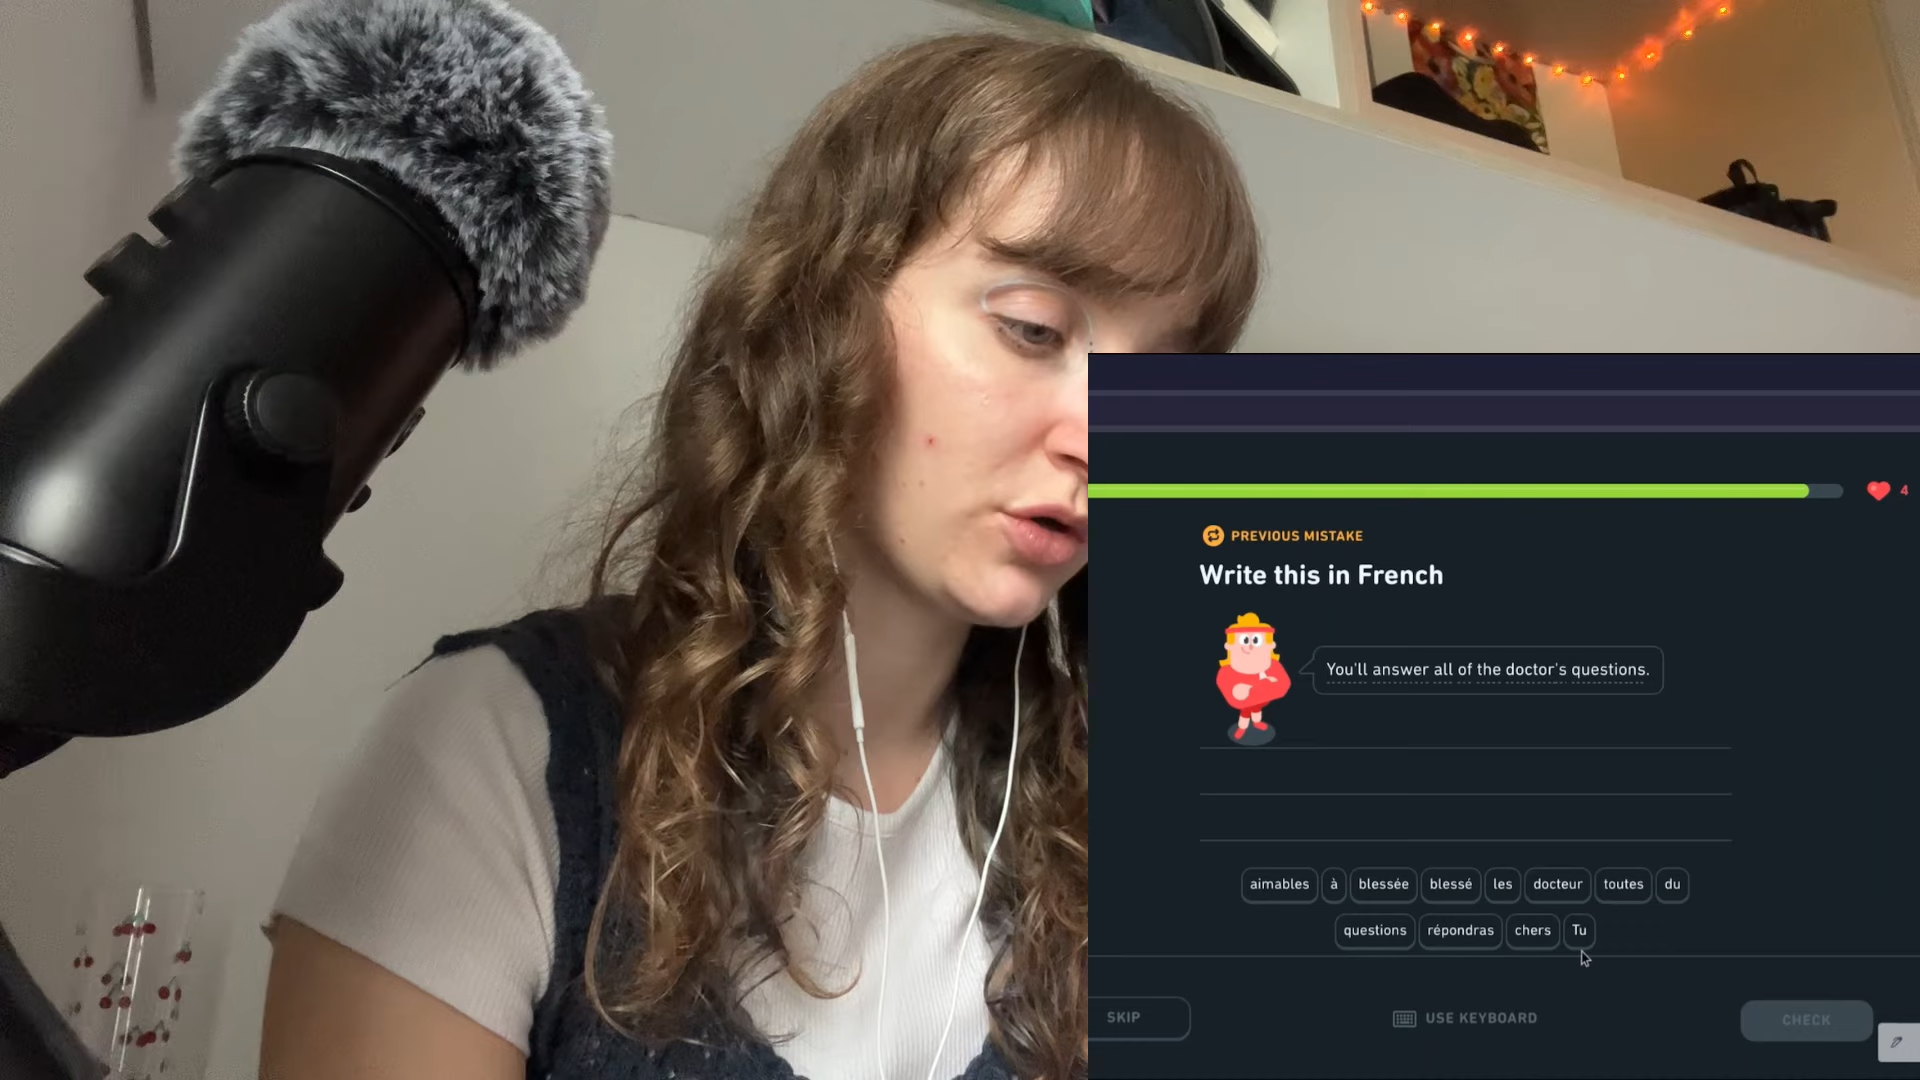 4
PREVIOUS MISTAKE
Write this in French
You'll answer all of the doctor's questions.
aimables à blessée blessé les docteur toutes du
questions répondras chers Tu
SKIP USE KEYBOARD CHECK